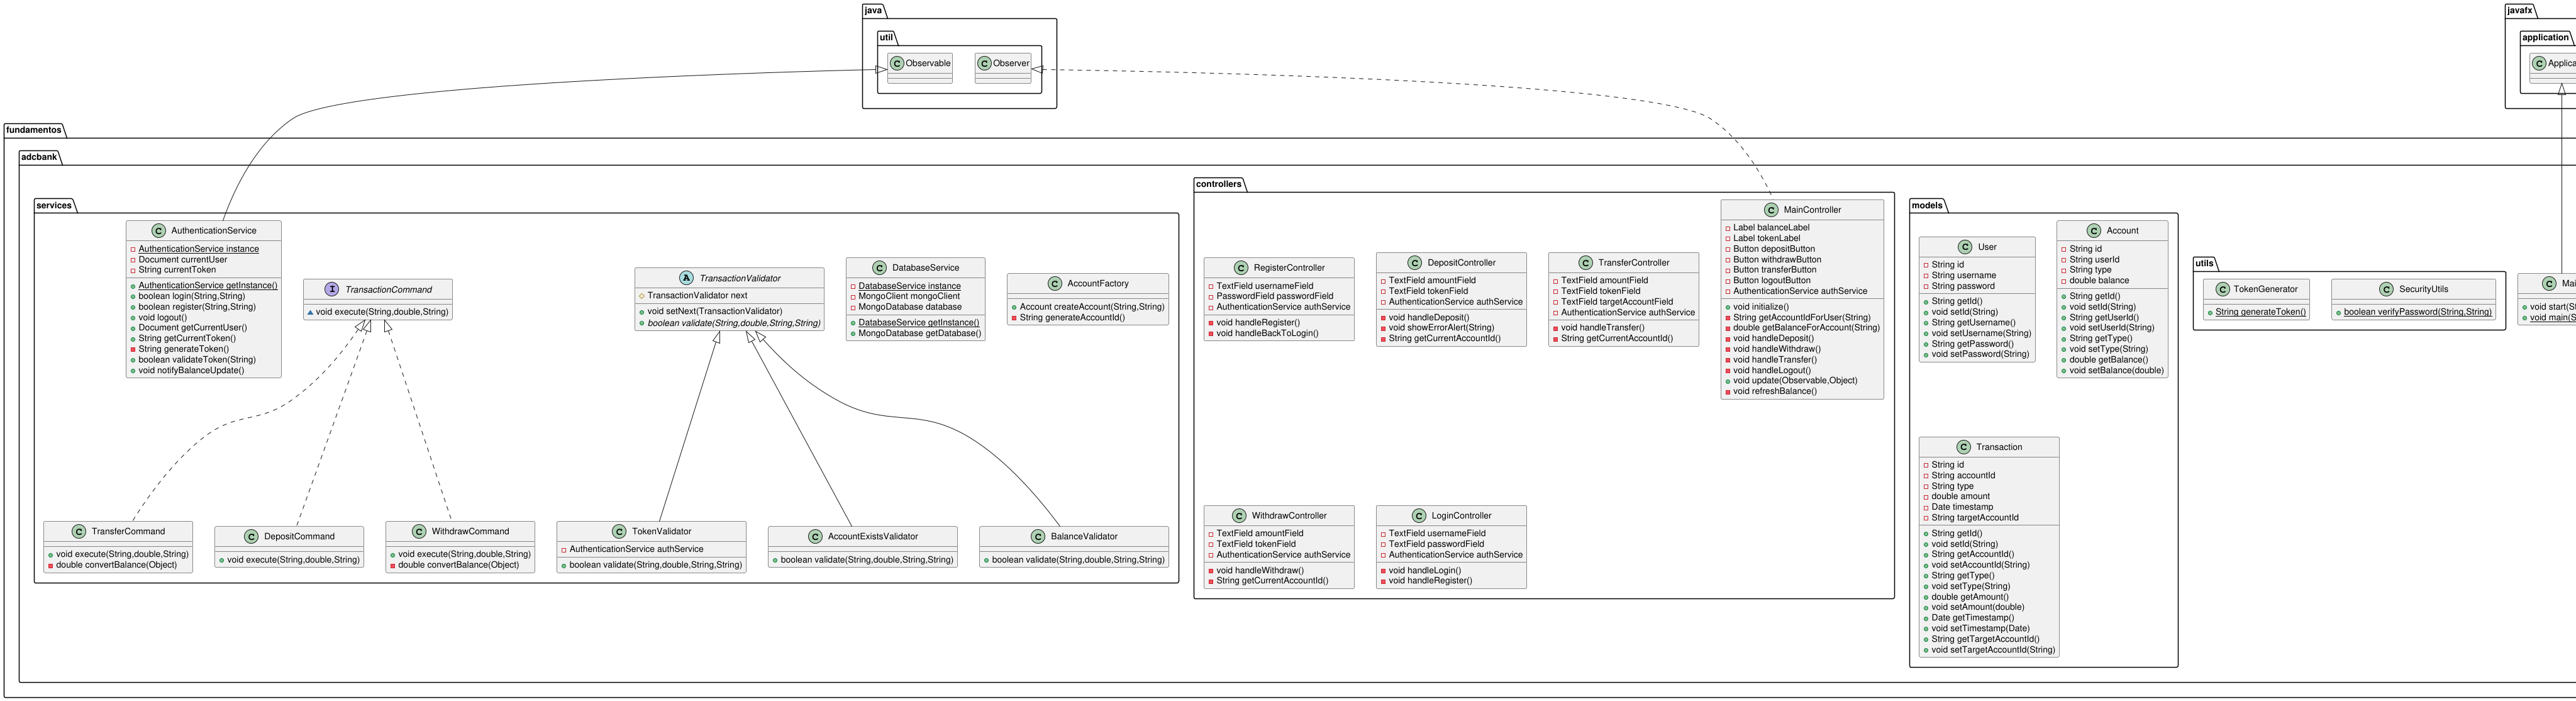 java
util
Observable
Observer
javafx
application
fundamentos
adcbank
services
AuthenticationService
AuthenticationService instance
Document currentUser
String currentToken
AuthenticationService getInstance()
boolean login(String,String)
boolean register(String,String)
void logout()
Document getCurrentUser()
String getCurrentToken()
String generateToken()
boolean validateToken(String)
void notifyBalanceUpdate()
TransactionCommand
void execute(String,double,String)
TransactionValidator
TransactionValidator next
void setNext(TransactionValidator)
boolean validate(String,double,String,String)
DatabaseService
DatabaseService instance
MongoClient mongoClient
MongoDatabase database
DatabaseService getInstance()
MongoDatabase getDatabase()
AccountFactory
Account createAccount(String,String)
String generateAccountId()
TransferCommand
void execute(String,double,String)
double convertBalance(Object)
DepositCommand
void execute(String,double,String)
WithdrawCommand
void execute(String,double,String)
double convertBalance(Object)
TokenValidator
AuthenticationService authService
boolean validate(String,double,String,String)
AccountExistsValidator
boolean validate(String,double,String,String)
BalanceValidator
boolean validate(String,double,String,String)
controllers
RegisterController
TextField usernameField
PasswordField passwordField
AuthenticationService authService
void handleRegister()
void handleBackToLogin()
DepositController
TextField amountField
TextField tokenField
AuthenticationService authService
void handleDeposit()
void showErrorAlert(String)
String getCurrentAccountId()
TransferController
TextField amountField
TextField tokenField
TextField targetAccountField
AuthenticationService authService
void handleTransfer()
String getCurrentAccountId()
MainController
Label balanceLabel
Label tokenLabel
Button depositButton
Button withdrawButton
Button transferButton
Button logoutButton
AuthenticationService authService
void initialize()
String getAccountIdForUser(String)
double getBalanceForAccount(String)
void handleDeposit()
void handleWithdraw()
void handleTransfer()
void handleLogout()
void update(Observable,Object)
void refreshBalance()
WithdrawController
TextField amountField
TextField tokenField
AuthenticationService authService
void handleWithdraw()
String getCurrentAccountId()
LoginController
TextField usernameField
TextField passwordField
AuthenticationService authService
void handleLogin()
void handleRegister()
models
User
String id
String username
String password
String getId()
void setId(String)
String getUsername()
void setUsername(String)
String getPassword()
void setPassword(String)
Account
String id
String userId
String type
double balance
String getId()
void setId(String)
String getUserId()
void setUserId(String)
String getType()
void setType(String)
double getBalance()
void setBalance(double)
Transaction
String id
String accountId
String type
double amount
Date timestamp
String targetAccountId
String getId()
void setId(String)
String getAccountId()
void setAccountId(String)
String getType()
void setType(String)
double getAmount()
void setAmount(double)
Date getTimestamp()
void setTimestamp(Date)
String getTargetAccountId()
void setTargetAccountId(String)
utils
TokenGenerator
String generateToken()
SecurityUtils
boolean verifyPassword(String,String)
void start(S
void main(S